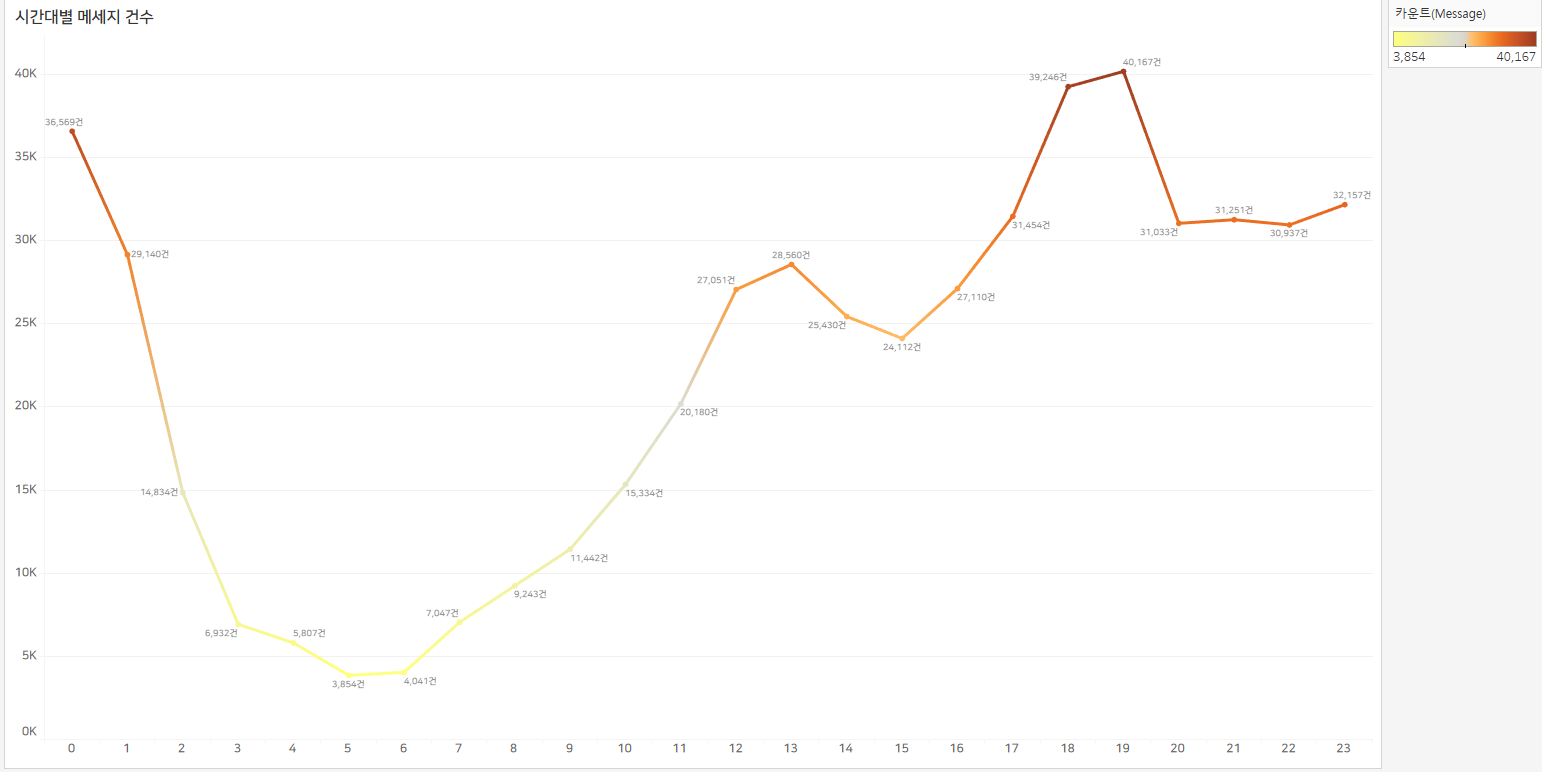 시간대별 메세지 건수
카운트(Message)
3,854 40,167
40K
35K
30K
25K
20K
15K
10K
5K
0K
36,569건
29,140건
14,834건
6,932건
5,807건
3,854건
4,041건
7,047건
9,243건
11,442건
15,334건
20,180건
27,051건
28,560건
25,430건
24,112건
27,110건
31,454건
39,246건
40,167건
31,033건
31,251건
30,937건
32,157건
0 1 2 3 4 5 6 7 8 9 10 11 12 13 14 15 16 17 18 19 20 21 22 23